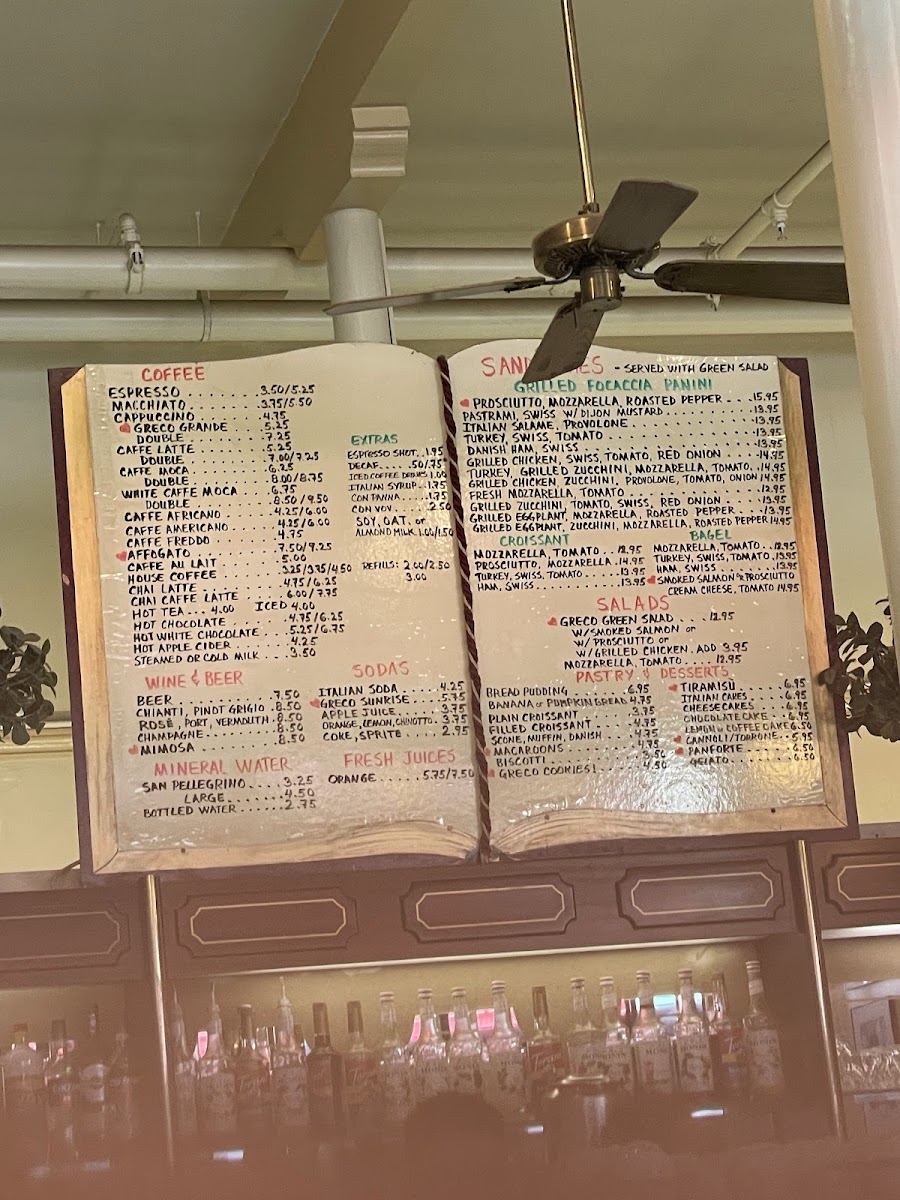 COFFEE
ESPRESSO . . . . . . . 3.50/5.25
MACCHIATO . . . . . . . 3.75/5.50
CAPPUCCINO . . . . . . 4.75
GRECO GRANDE . . . . 5.25
DOUBLE . . . . . . . 7.25
CAFFE LATTE . . . . . . 5.25
DOUBLE . . . . . . . 7.00/7.25
CAFFE MOCA . . . . . . 6.25
DOUBLE . . . . . . . 8.00/8.75
WHITE CAFFE MOCA . . . 6.75
DOUBLE . . . . . . . 8.50/9.50
CAFFE AFRICANO . . . . 4.25/6.00
CAFFE AMERICANO . . . . 4.25/6.00
CAFFE FREDDO . . . . . 4.75
AFFOGATO . . . . . . . 7.50/9.25
CAFFE AU LAIT . . . . . 5.00
HOUSE COFFEE . . . . . 3.25/3.75/4.50
CHAI LATTE . . . . . . 4.75/6.25
CHAI CAFFE LATTE . . . 6.00/7.75
HOT TEA . . . 4.00 ICED 4.00
HOT CHOCOLATE . . . . . 4.75/6.25
HOT WHITE CHOCOLATE . . . 5.25/6.75
HOT APPLE CIDER . . . . 4.25
STEAMED OR COLD MILK . . . 3.50
EXTRAS
ESPRESSO SHOT . . 1.95
DECAF . . . . .50/.75
ICED COFFEE DRINKS 1.00
ITALIAN SYRUP . . 1.75
CON PANNA . . . . 1.75
CON VOV . . . . . 2.50
SOY, OAT, or
ALMOND MILK 1.00/1.50
REFILLS: 2.00/2.50
3.00
WINE & BEER
BEER . . . . . . . . . 7.50
CHIANTI, PINOT GRIGIO . 8.50
ROSÉ, PORT, VERMOUTH . 8.50
CHAMPAGNE . . . . . . . 8.50
MIMOSA . . . . . . . . 8.50
MINERAL WATER
SAN PELLEGRINO . . . . 3.25
LARGE . . . . . . . 4.50
BOTTLED WATER . . . . . 2.75
SODAS
ITALIAN SODA . . . . 4.25
GRECO SUNRISE . . . . 5.75
APPLE JUICE . . . . . 3.75
ORANGE, LEMON, CHINOTTO . 3.75
COKE, SPRITE . . . . 2.95
FRESH JUICES
ORANGE . . . . . 5.75/7.50
- SERVED WITH GREEN SALAD
GRILLED FOCACCIA PANINI
PROSCIUTTO, MOZZARELLA, ROASTED PEPPER . . . 15.95
PASTRAMI, SWISS W/ DIJON MUSTARD . . . . . 13.95
ITALIAN SALAME, PROVOLONE . . . . . . . 13.95
TURKEY, SWISS, TOMATO . . . . . . . . 13.95
DANISH HAM, SWISS . . . . . . . . . . 13.95
GRILLED CHICKEN, SWISS, TOMATO, RED ONION . . . 14.95
TURKEY, GRILLED ZUCCHINI, MOZZARELLA, TOMATO . 14.95
GRILLED CHICKEN, ZUCCHINI, PROVOLONE, TOMATO, ONION 14.95
FRESH MOZZARELLA, TOMATO . . . . . . . 12.95
GRILLED ZUCCHINI, TOMATO, SWISS, RED ONION . . . 13.95
GRILLED EGGPLANT, MOZZARELLA, ROASTED PEPPER . . . 13.95
GRILLED EGGPLANT, ZUCCHINI, MOZZARELLA, ROASTED PEPPER 14.95
CROISSANT
MOZZARELLA, TOMATO . . 12.95
PROSCIUTTO, MOZZARELLA . 14.95
TURKEY, SWISS, TOMATO . . . 13.95
HAM, SWISS . . . . . . . 13.95
BAGEL
MOZZARELLA, TOMATO . . . 12.95
TURKEY, SWISS, TOMATO . 13.95
HAM, SWISS . . . . . . 13.95
SMOKED SALMON or PROSCIUTTO
CREAM CHEESE, TOMATO 14.95
SALADS
GRECO GREEN SALAD . . . 12.95
W/SMOKED SALMON or
W/ PROSCIUTTO or
W/ GRILLED CHICKEN. ADD 3.95
MOZZARELLA, TOMATO . . . . 12.95
PASTRY & DESSERTS
BREAD PUDDING . . . . . 6.95
BANANA or PUMPKIN BREAD 4.75
PLAIN CROISSANT . . . . 3.75
FILLED CROISSANT . . . . 4.75
SCONE, MUFFIN, DANISH . . . 4.75
MACAROONS . . . . . . 4.75
BISCOTTI . . . . . . 3.50
GRECO COOKIES! . . . . 4.50
TIRAMISÙ . . . . . 6.95
ITALIAN CAKES . . . 6.95
CHEESECAKES . . . . 6.95
CHOCOLATE CAKE . . 6.95
LEMON or COFFEE CAKE 6.50
CANNOLI/TORRONE . . 5.95
PANFORTE . . . . . 6.50
GELATO . . . . . . 6.50